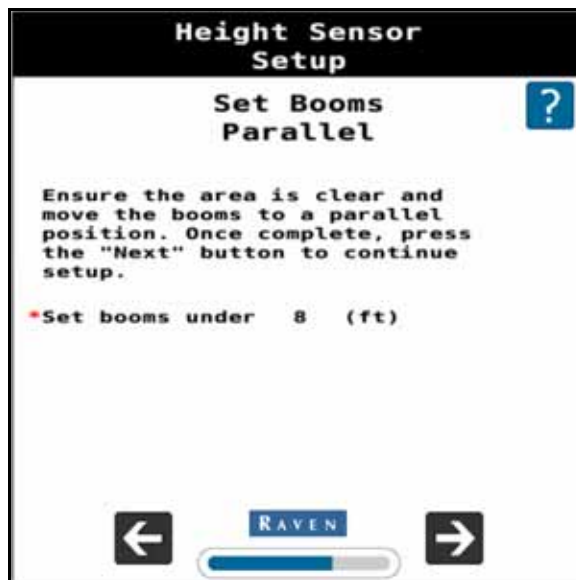 Height Sensor
Setup
Set Booms
Parallel
?
Ensure the area is clear and
move the booms to a parallel
position. Once complete, press
the "Next" button to continue
setup.
*Set booms under 8 (ft)
RAVEN